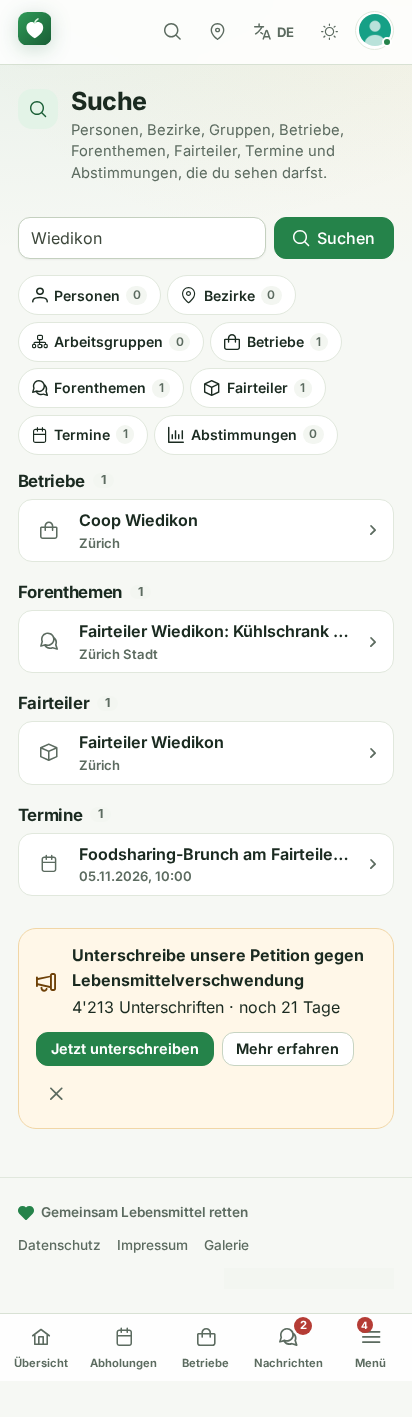 DE
Suche
Personen, Bezirke, Gruppen, Betriebe,
Forenthemen, Fairteiler, Termine und
Abstimmungen, die du sehen darfst.
Wiedikon
Suchen
Personen 0
Bezirke 0
Arbeitsgruppen 0
Betriebe 1
Forenthemen 1
Fairteiler 1
Termine 1
Abstimmungen 0
Betriebe 1
Coop Wiedikon
Zürich
Forenthemen 1
Fairteiler Wiedikon: Kühlschrank ...
Zürich Stadt
Fairteiler 1
Fairteiler Wiedikon
Zürich
Termine 1
Foodsharing-Brunch am Fairteile...
05.11.2026, 10:00
Unterschreibe unsere Petition gegen
Lebensmittelverschwendung
4'213 Unterschriften · noch 21 Tage
Jetzt unterschreiben
Mehr erfahren
Gemeinsam Lebensmittel retten
Datenschutz Impressum Galerie
2
4
Übersicht Abholungen Betriebe Nachrichten Menü